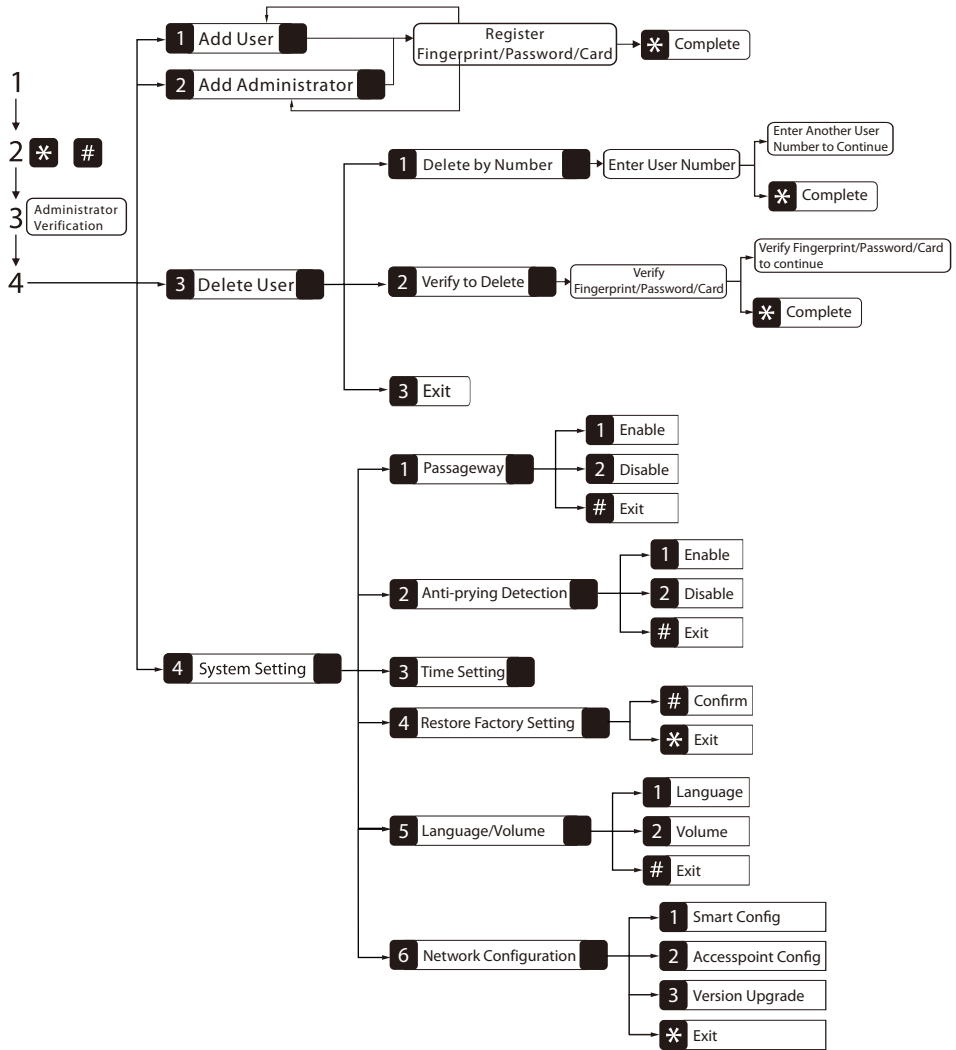 1
2 * #
3 Administrator
Verification
4
1 Add User
2 Add Administrator
Register
Fingerprint/Password/Card
* Complete
3 Delete User
1 Delete by Number
Enter User Number
Enter Another User
Number to Continue
* Complete
2 Verify to Delete
Verify
Fingerprint/Password/Card
Verify Fingerprint/Password/Card
to continue
* Complete
3 Exit
4 System Setting
1 Passageway
1 Enable
2 Disable
# Exit
2 Anti-prying Detection
1 Enable
2 Disable
# Exit
3 Time Setting
4 Restore Factory Setting
# Confirm
* Exit
5 Language/Volume
1 Language
2 Volume
# Exit
6 Network Configuration
1 Smart Config
2 Accesspoint Config
3 Version Upgrade
* Exit